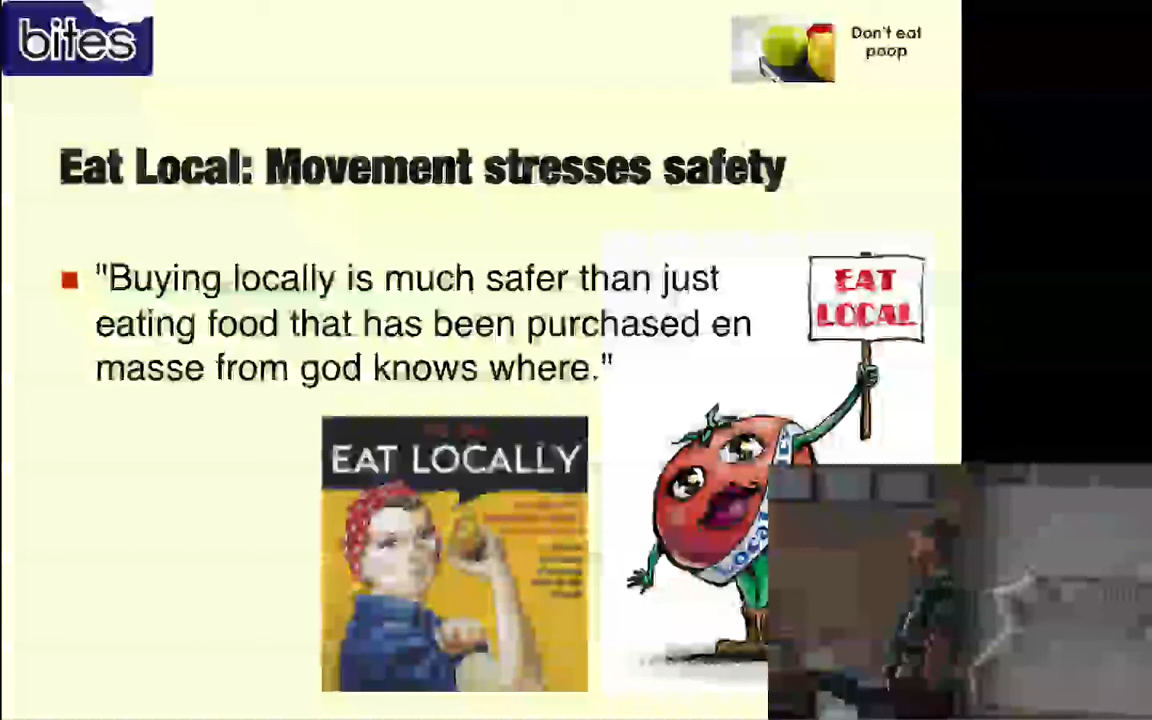 bites
Don't eat
poop
Eat Local: Movement stresses safety
"Buying locally is much safer than just
eating food that has been purchased en
masse from god knows where."
EAT
LOCAL
EAT LOCALLY